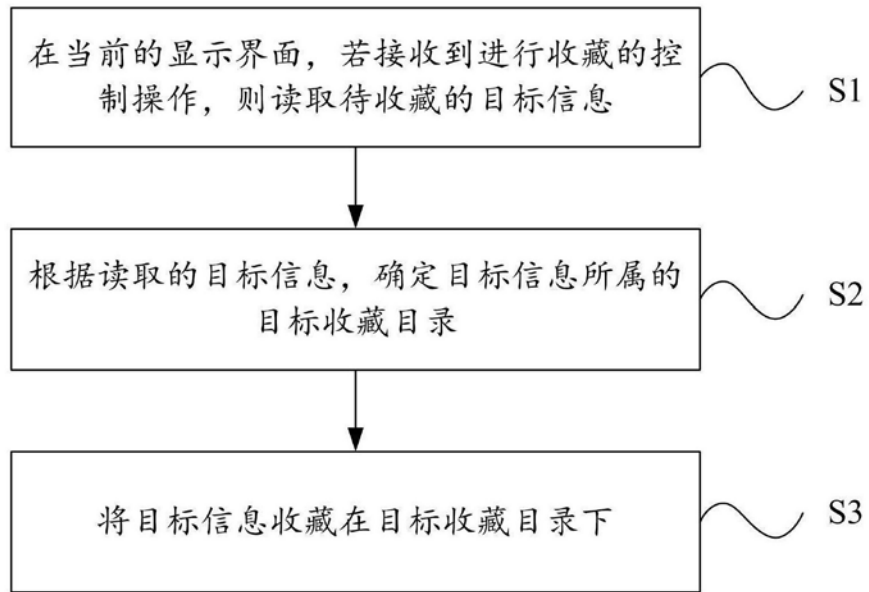 在当前的显示界面，若接收到进行收藏的控
制操作，则读取待收藏的目标信息
S1
根据读取的目标信息，确定目标信息所属的
目标收藏目录
S2
将目标信息收藏在目标收藏目录下
S3